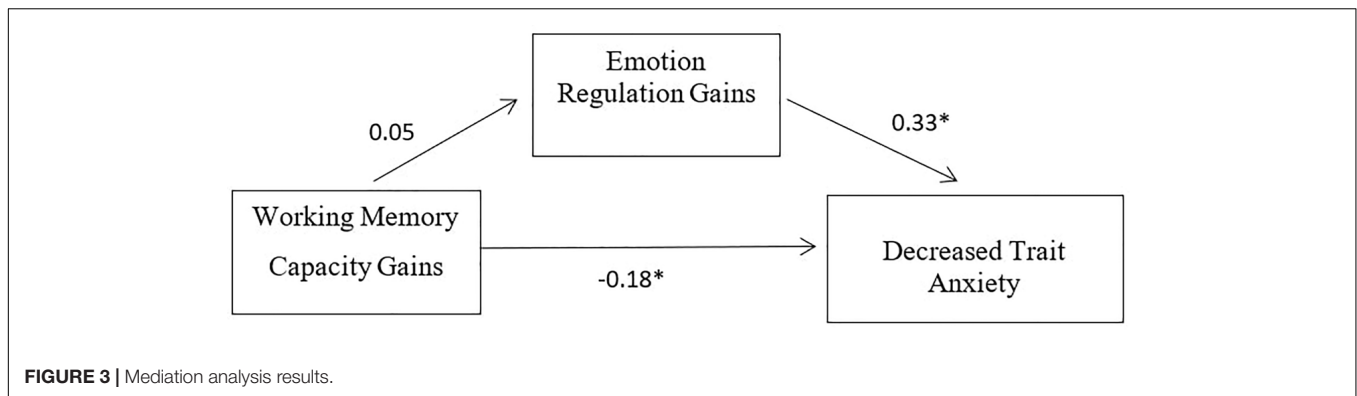 Emotion
Regulation Gains
0.05
0.33*
Working Memory
Capacity Gains
-0.18*
Decreased Trait
Anxiety
FIGURE 3 | Mediation analysis results.